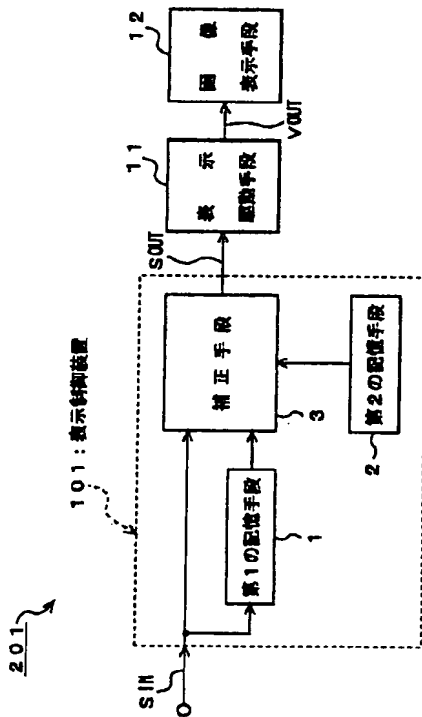 201
101：表示制御装置
SIN
第1の記憶手段
1
補正手段
3
第2の記憶手段
2
SOUT
11
表示
駆動手段
VOUT
12
画像
表示手段